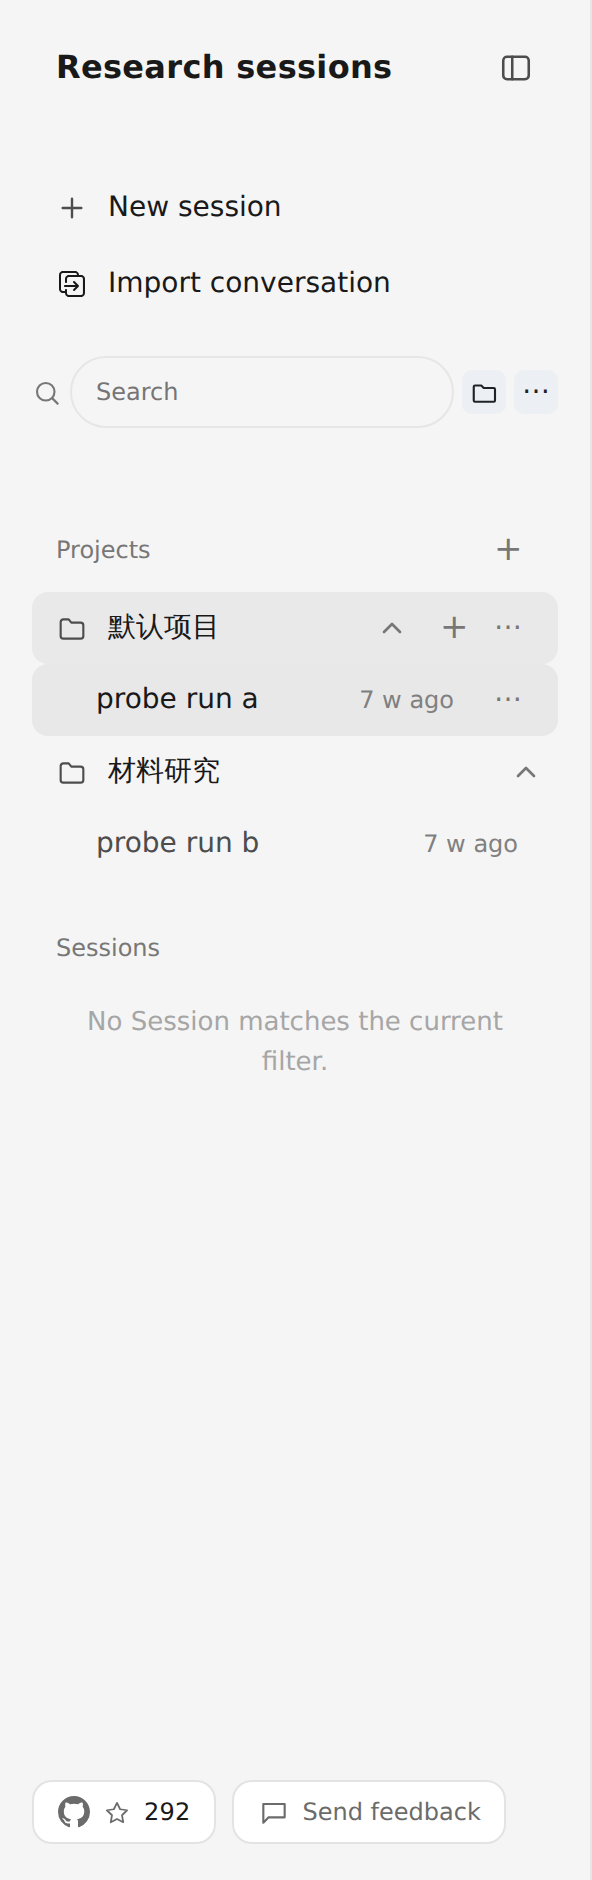 Research sessions
New session
Import conversation
Search
Projects
默认项目
probe run a 7 w ago
材料研究
probe run b 7 w ago
Sessions
No Session matches the current
filter.
292 Send feedback